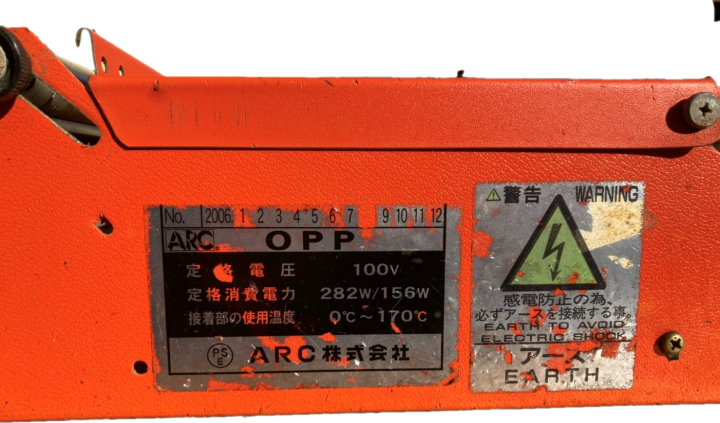 No. 2006. 1 2 3 4 5 6 7 9 10 11 12
ARC OPP
定格電圧 100V
定格消費電力 282W/156W
接着部の使用温度 0℃~170℃
PS E ARC株式会社
警告 WARNING
感電防止の為、
必ずアースを接続する事。
EARTH TO AVOID
ELECTRIC SHOCK
アース
EARTH